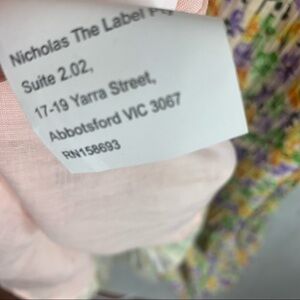 Nicholas The Label
Suite 2.02,
17-19 Yarra Street,
Abbotsford VIC 3067
RN158693